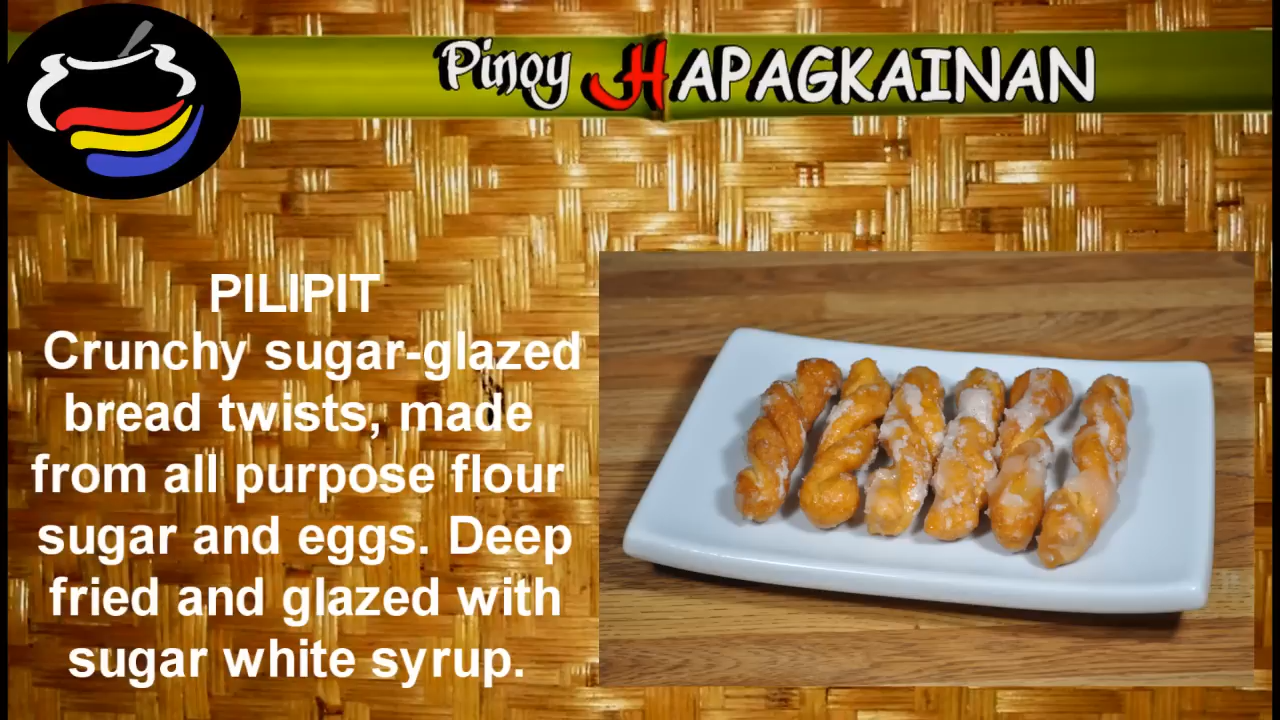 Pinoy HAPAGKAINAN
PILIPIT
Crunchy sugar-glazed
bread twists, made
from all purpose flour
sugar and eggs. Deep
fried and glazed with
sugar white syrup.